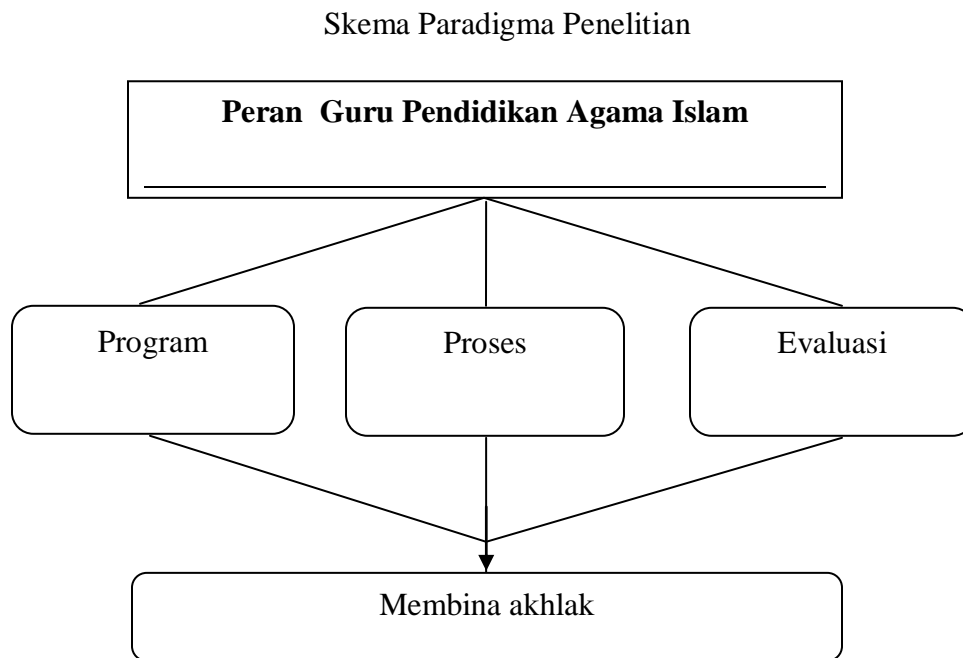 Skema Paradigma Penelitian
Peran Guru Pendidikan Agama Islam
Program
Proses
Evaluasi
Membina akhlak